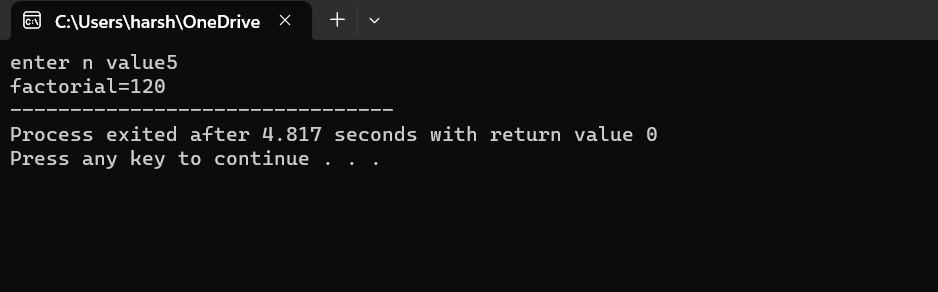 C:\Users\harsh\OneDrive
enter n value5
factorial=120
--------------------------------
Process exited after 4.817 seconds with return value 0
Press any key to continue . . .